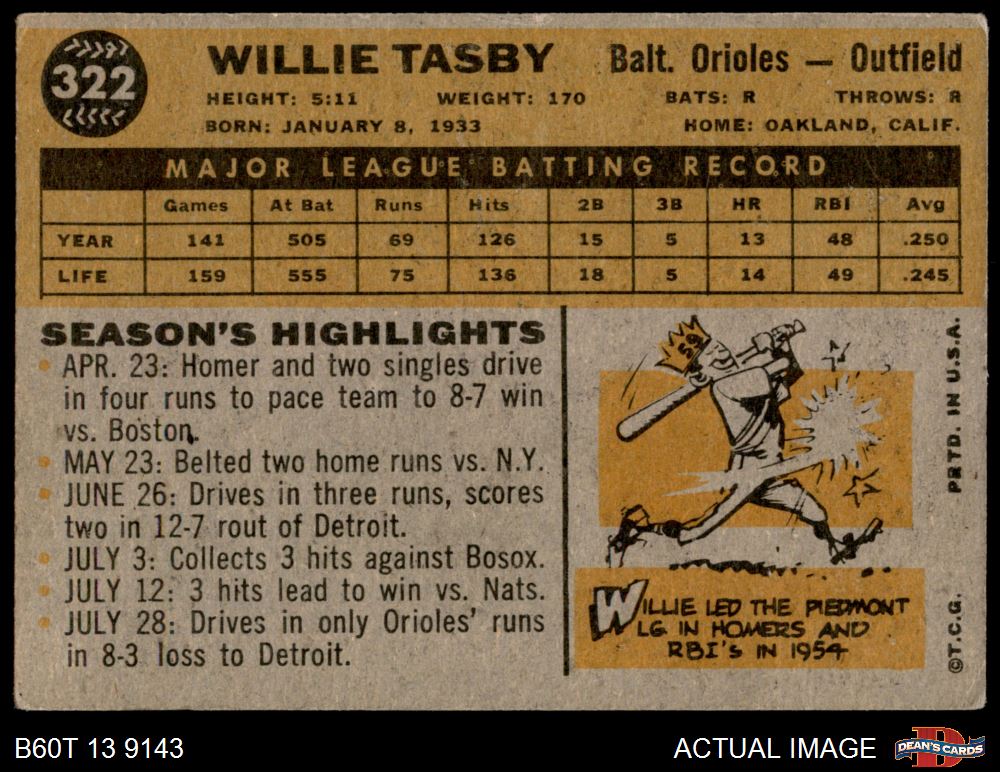 322
WILLIE TASBY
Balt. Orioles — Outfield
HEIGHT: 5:11 WEIGHT: 170 BATS: R THROWS: R
BORN: JANUARY 8, 1933 HOME: OAKLAND, CALIF.
MAJOR LEAGUE BATTING RECORD
Games At Bat Runs Hits 2B 3B HR RBI Avg
YEAR 141 505 69 126 15 5 13 48 .250
LIFE 159 555 75 136 18 5 14 49 .245
SEASON'S HIGHLIGHTS
• APR. 23: Homer and two singles drive
in four runs to pace team to 8-7 win
vs. Boston.
• MAY 23: Belted two home runs vs. N.Y.
• JUNE 26: Drives in three runs, scores
two in 12-7 rout of Detroit.
• JULY 3: Collects 3 hits against Bosox.
• JULY 12: 3 hits lead to win vs. Nats.
• JULY 28: Drives in only Orioles' runs
in 8-3 loss to Detroit.
WILLIE LED THE PIEDMONT
LG. IN HOMERS AND
RBI'S IN 1954
PRTD. IN U.S.A.
©T.C.G.
B60T 13 9143
ACTUAL IMAGE
DEAN'S CARDS